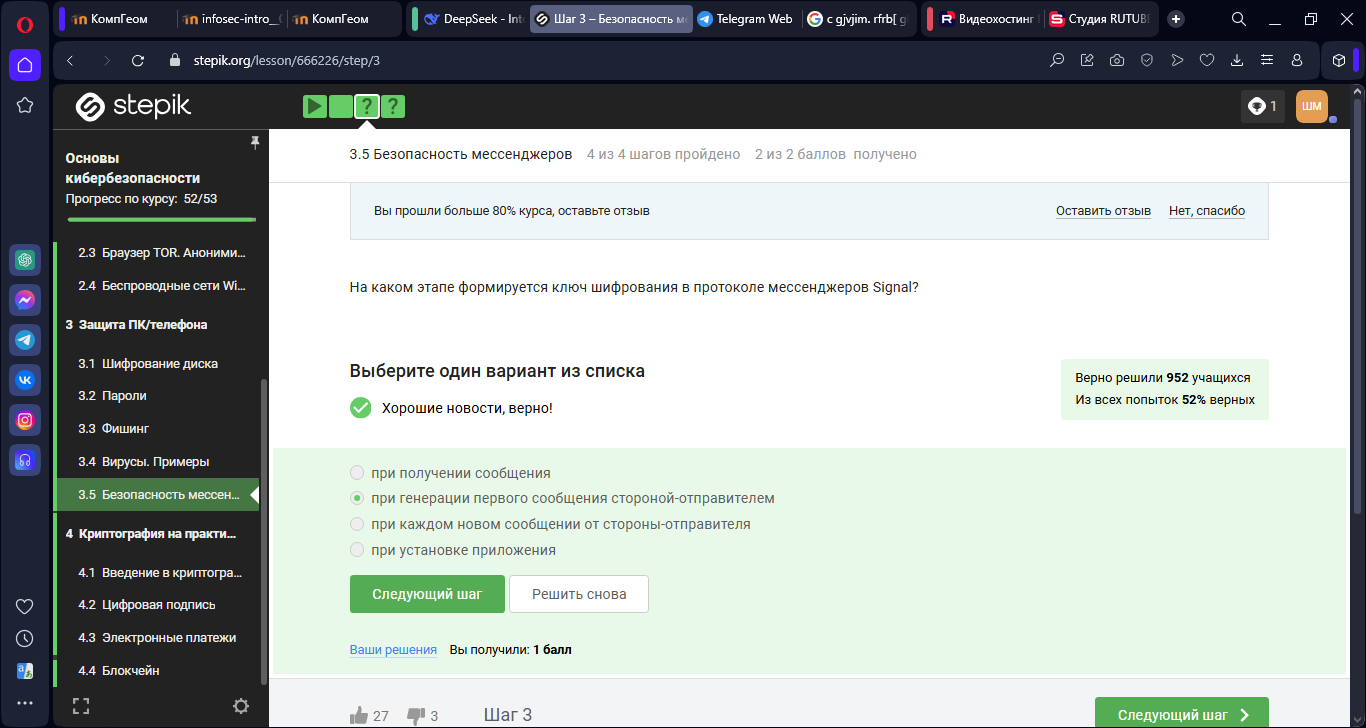 КомпГеом
infosec-intro__
КомпГеом
DeepSeek - Int
Шаг 3 – Безопасность м
Telegram Web
с gjvjim. rfrb[ g
Видеохостинг
Студия RUTUB
stepik.org/lesson/666226/step/3
stepik
?
?
1
ШМ
Основы
кибербезопасности
Прогресс по курсу: 52/53
3.5 Безопасность мессенджеров 4 из 4 шагов пройдено 2 из 2 баллов получено
Вы прошли больше 80% курса, оставьте отзыв
Оставить отзыв
Нет, спасибо
2.3 Браузер TOR. Аноними...
2.4 Беспроводные сети Wi...
3 Защита ПК/телефона
3.1 Шифрование диска
3.2 Пароли
3.3 Фишинг
3.4 Вирусы. Примеры
3.5 Безопасность мессен...
4 Криптография на практи...
4.1 Введение в криптогра...
4.2 Цифровая подпись
4.3 Электронные платежи
4.4 Блокчейн
На каком этапе формируется ключ шифрования в протоколе мессенджеров Signal?
Выберите один вариант из списка
Хорошие новости, верно!
Верно решили 952 учащихся
Из всех попыток 52% верных
при получении сообщения
при генерации первого сообщения стороной-отправителем
при каждом новом сообщении от стороны-отправителя
при установке приложения
Следующий шаг
Решить снова
Ваши решения Вы получили: 1 балл
27
3
Шаг 3
Следующий шаг